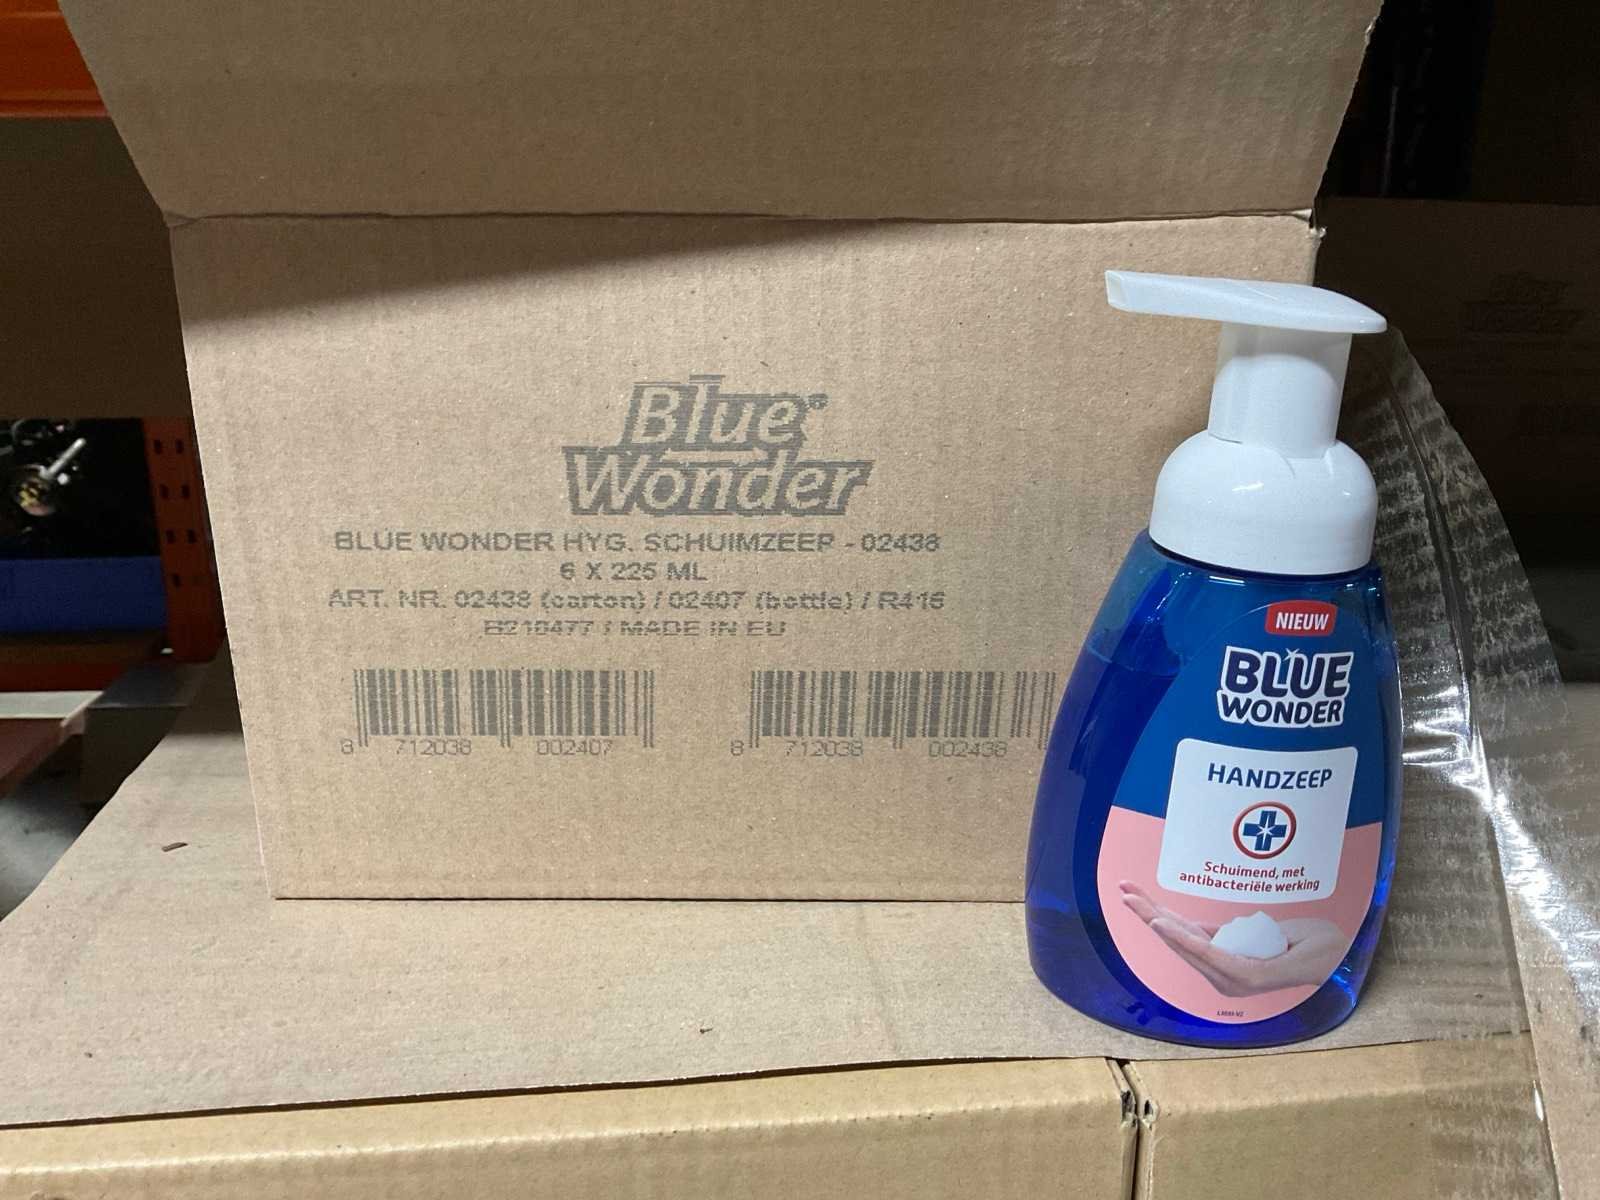 Blue®
Wonder
BLUE WONDER HYG. SCHUIMZEEP - 02438
6 X 225 ML
ART. NR. 02438 (carton) / 02407 (bottle) / R416
B210477 / MADE IN EU
8 712038 002407
8 712038 002438
NIEUW
BLUE
WONDER
HANDZEEP
Schuimend, met
antibacteriële werking